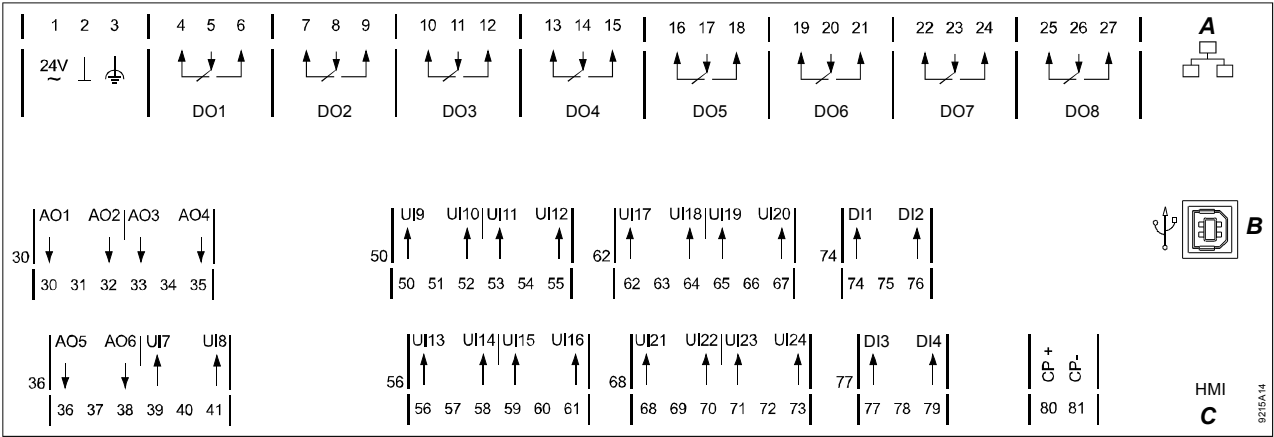 1 2 3 4 5 6 7 8 9 10 11 12 13 14 15 16 17 18 19 20 21 22 23 24 25 26 27 A
24V
~
DO1 DO2 DO3 DO4 DO5 DO6 DO7 DO8
AO1 AO2 AO3 AO4 UI9 UI10 UI11 UI12 UI17 UI18 UI19 UI20 DI1 DI2
B
30 50 62 74
30 31 32 33 34 35 50 51 52 53 54 55 62 63 64 65 66 67 74 75 76
AO5 AO6 UI7 UI8 UI13 UI14 UI15 UI16 UI21 UI22 UI23 UI24 DI3 DI4 CP + CP-
36 56 68 77
HMI
36 37 38 39 40 41 56 57 58 59 60 61 68 69 70 71 72 73 77 78 79 80 81 C
9215A14